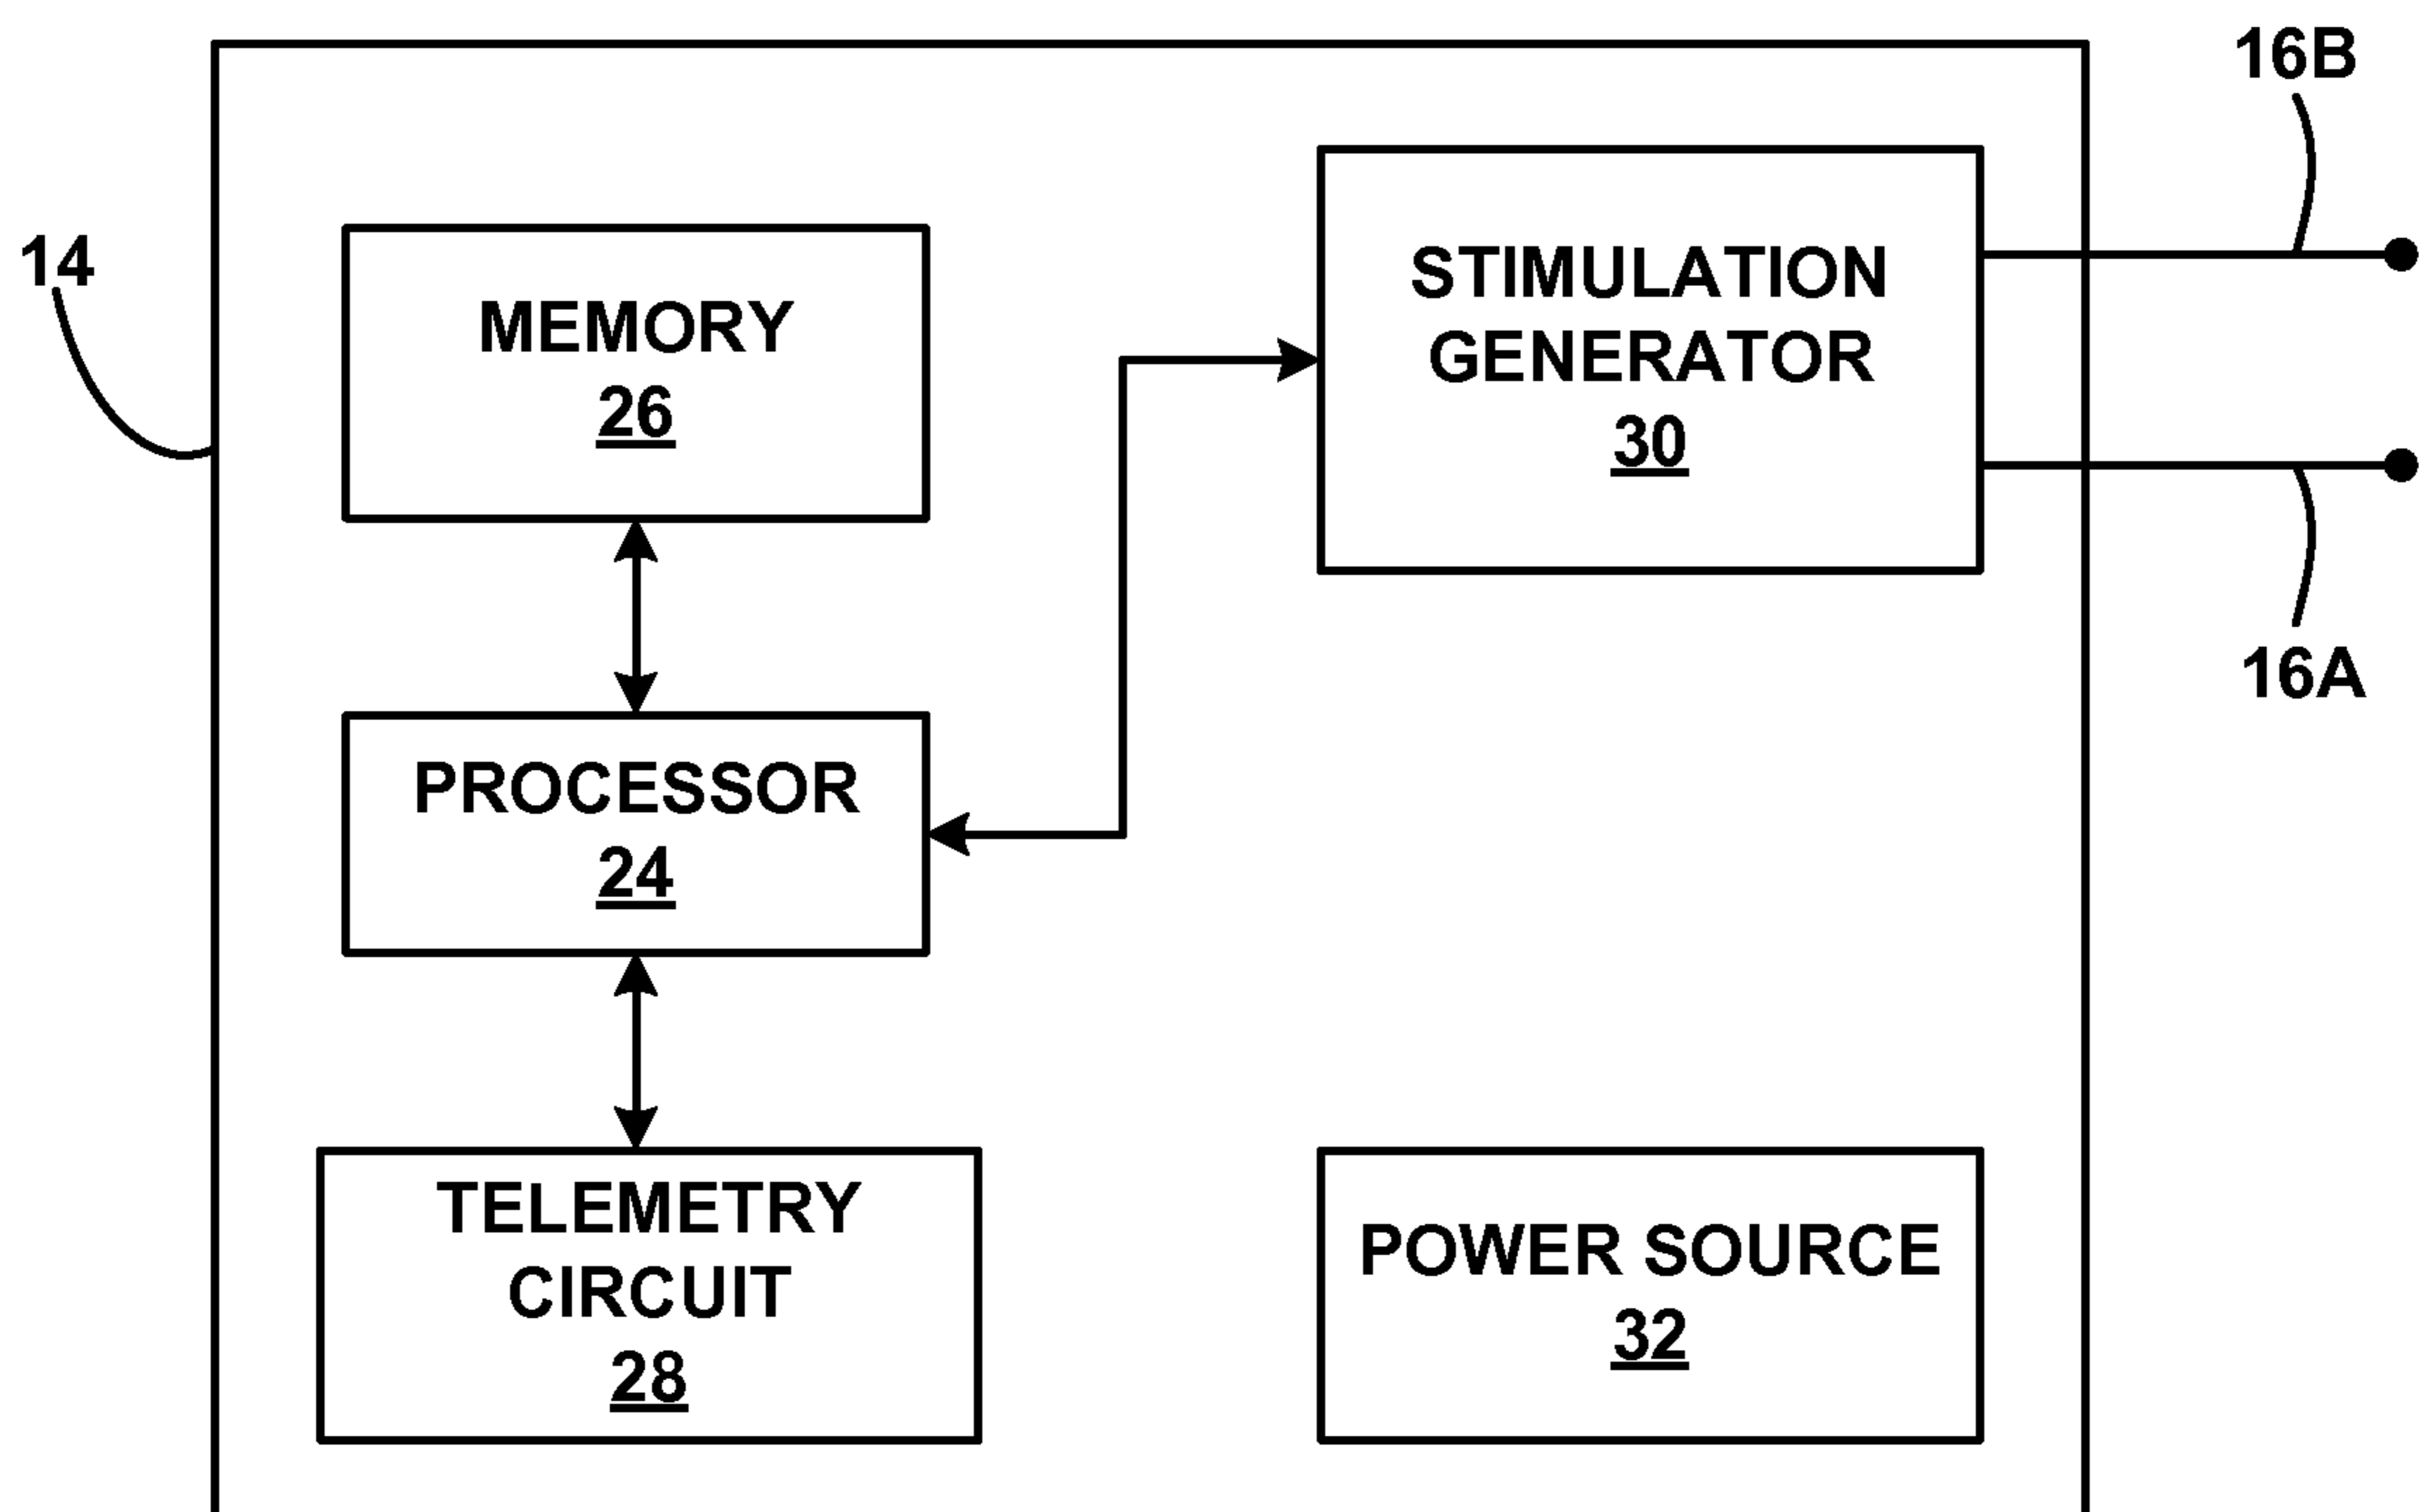 16B
14
MEMORY
26
STIMULATION
GENERATOR
30
16A
PROCESSOR
24
TELEMETRY
CIRCUIT
28
POWER SOURCE
32